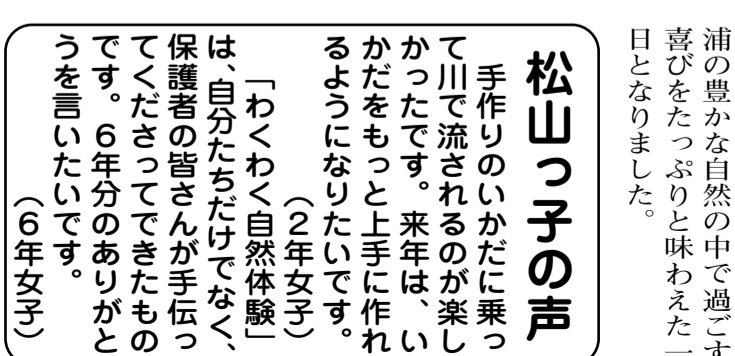 浦の豊かな自然の中で過ごす
喜びをたっぷりと味わえた一
日となりました。
松山っ子の声
手作りのいかだに乗っ
て川で流されるのが楽し
かったです。来年は、い
かだをもっと上手に作れ
るようになりたいです。
（２年女子）
「わくわく自然体験」
は、自分たちだけでなく、
保護者の皆さんが手伝っ
てくださってできたもの
です。６年分のありがと
うを言いたいです。
（６年女子）